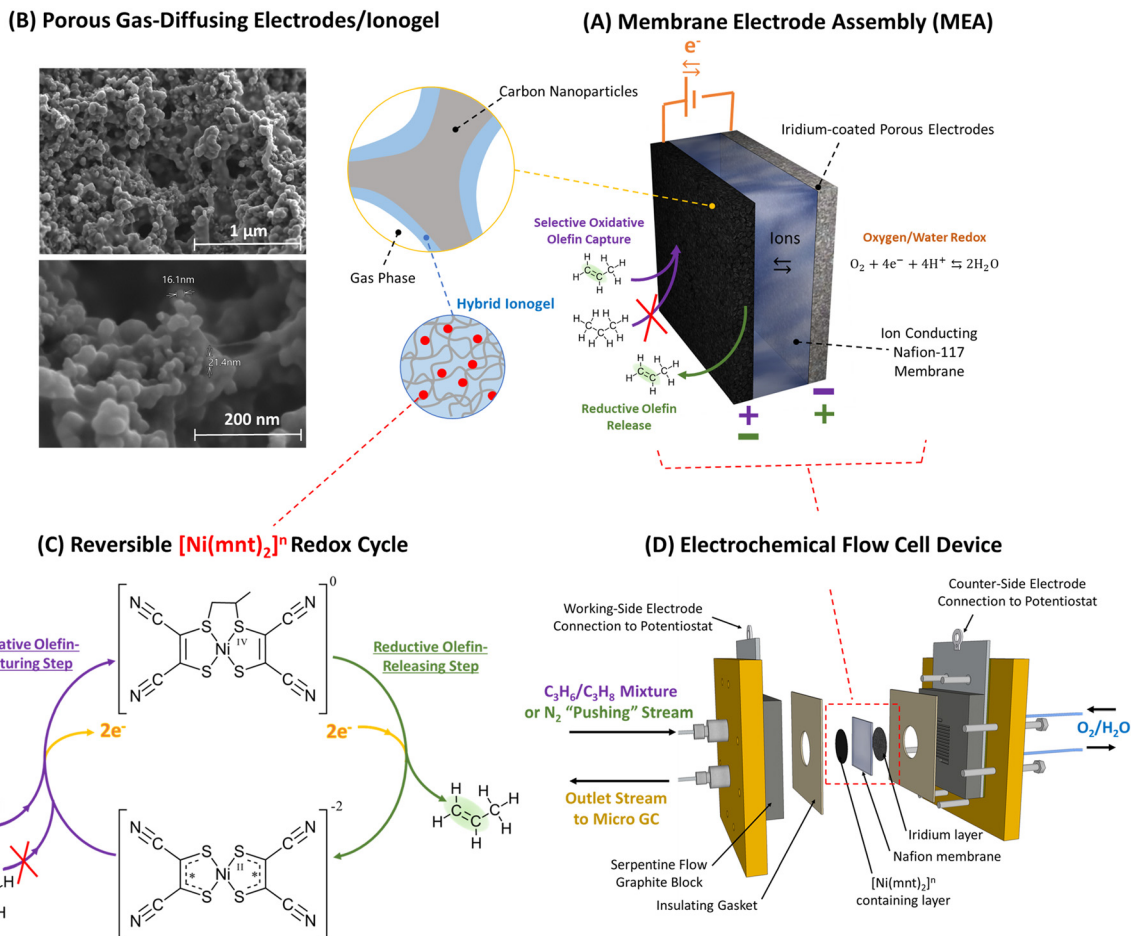 (B) Porous Gas-Diffusing Electrodes/Ionogel
1 μm
16.1nm
21.4nm
200 nm
Carbon Nanoparticles
Gas Phase
Hybrid Ionogel
(A) Membrane Electrode Assembly (MEA)
e-
Iridium-coated Porous Electrodes
Selective Oxidative
Olefin Capture
H H
H C C H
C H
H
H H H H
H C C C H
H H
H H
H C C H
C H
H
Reductive Olefin
Release
Ions
Oxygen/Water Redox
O₂ + 4e⁻ + 4H⁺ ⇆ 2H₂O
Ion Conducting
Nafion-117
Membrane
+ −
− +
(C) Reversible [Ni(mnt)₂]ⁿ Redox Cycle
ative Olefin-
turing Step
0
N C C N
S S
Ni IV
S S
N C C N
Reductive Olefin-
Releasing Step
2e-
2e-
-2
N C C N
S S
* Ni II *
S S
N C C N
H H
H C C H
C H
H
H
H
(D) Electrochemical Flow Cell Device
Working-Side Electrode
Connection to Potentiostat
Counter-Side Electrode
Connection to Potentiostat
C₃H₆/C₃H₈ Mixture
or N₂ “Pushing” Stream
O₂/H₂O
Outlet Stream
to Micro GC
Serpentine Flow
Graphite Block
Insulating Gasket
Iridium layer
Nafion membrane
[Ni(mnt)₂]ⁿ
containing layer